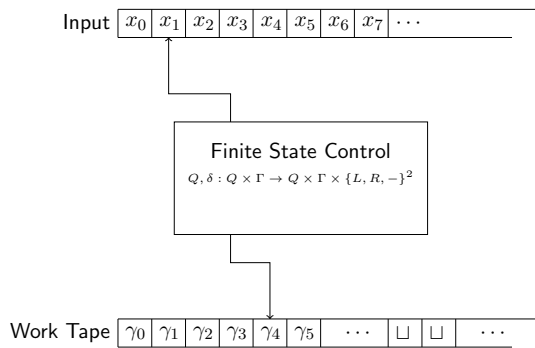 Input x₀ x₁ x₂ x₃ x₄ x₅ x₆ x₇ ⋯
Finite State Control
Q, δ : Q × Γ → Q × Γ × {L, R, −}²
Work Tape γ₀ γ₁ γ₂ γ₃ γ₄ γ₅ ⋯ ⊔ ⊔ ⋯